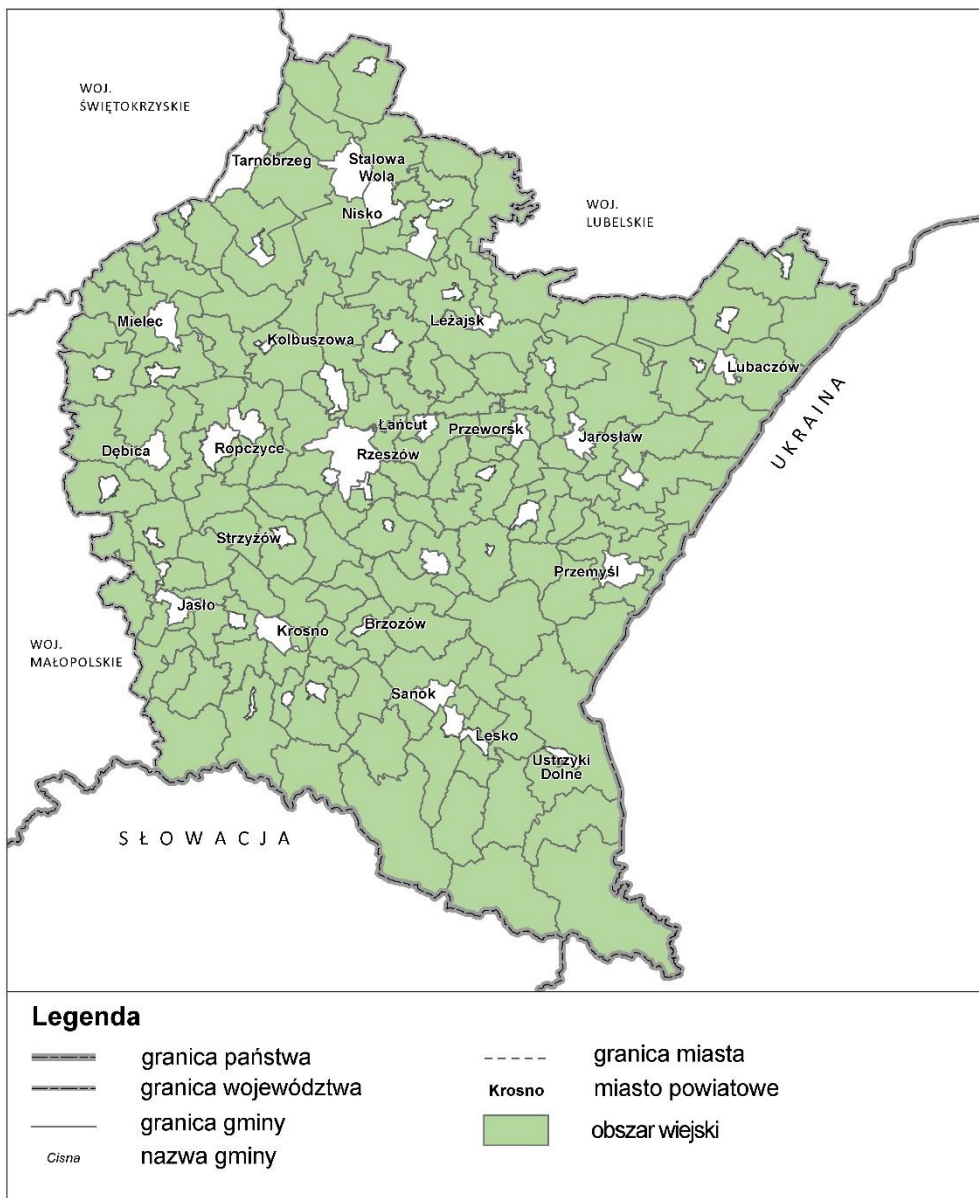 WOJ.
ŚWIĘTOKRZYSKIE
Tarnobrzeg
Stalowa
Wola
Nisko
WOJ.
LUBELSKIE
Mielec
Leżajsk
Kolbuszowa
Lubaczów
Łańcut
Przeworsk
Jarosław
Dębica
Ropczyce
Rzeszów
UKRAINA
Strzyżów
Przemyśl
Jasło
Krosno
Brzozów
WOJ.
MAŁOPOLSKIE
Sanok
Lesko
Ustrzyki
Dolne
SŁOWACJA
Legenda
granica państwa
granica miasta
granica województwa
Krosno miasto powiatowe
granica gminy
obszar wiejski
Cisna nazwa gminy